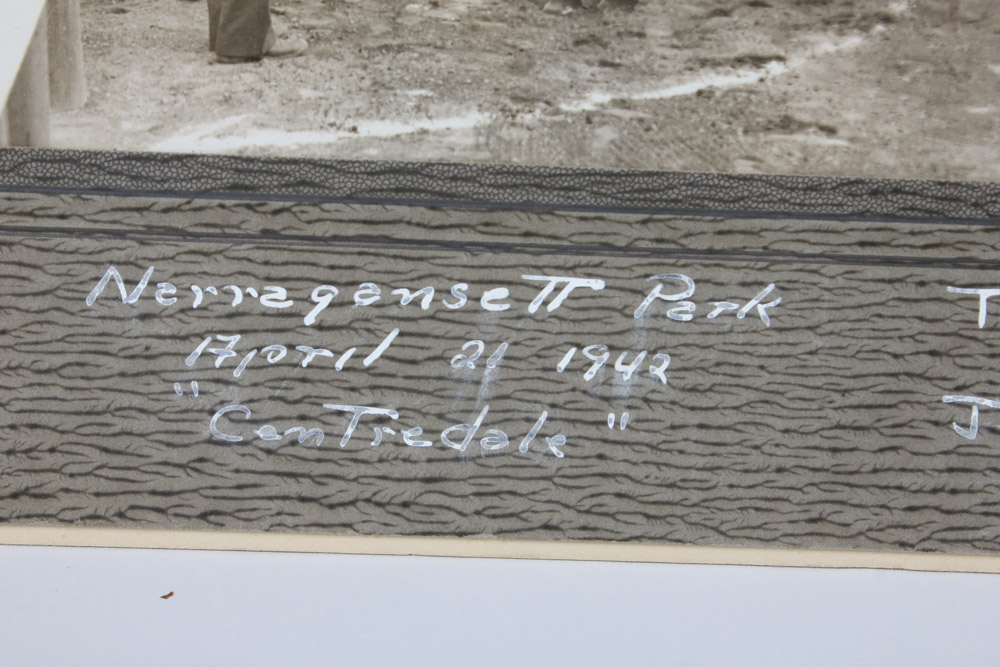 Narragansett Park
April 21 1942
"Centredale"
T
J